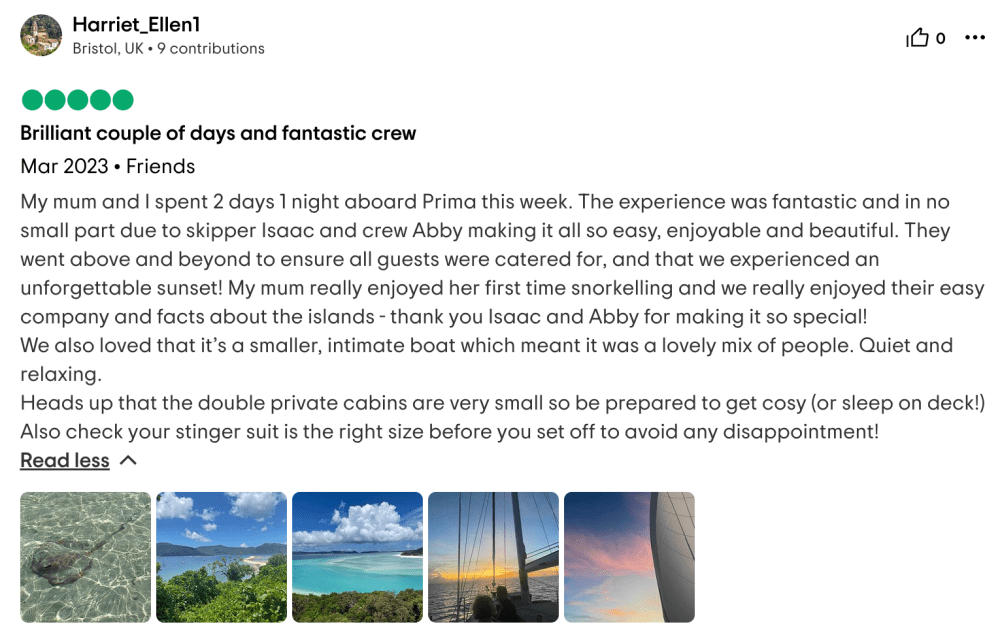 Harriet_Ellen1
Bristol, UK • 9 contributions
0
Brilliant couple of days and fantastic crew
Mar 2023 • Friends
My mum and I spent 2 days 1 night aboard Prima this week. The experience was fantastic and in no
small part due to skipper Isaac and crew Abby making it all so easy, enjoyable and beautiful. They
went above and beyond to ensure all guests were catered for, and that we experienced an
unforgettable sunset! My mum really enjoyed her first time snorkelling and we really enjoyed their easy
company and facts about the islands - thank you Isaac and Abby for making it so special!
We also loved that it’s a smaller, intimate boat which meant it was a lovely mix of people. Quiet and
relaxing.
Heads up that the double private cabins are very small so be prepared to get cosy (or sleep on deck!)
Also check your stinger suit is the right size before you set off to avoid any disappointment!
Read less